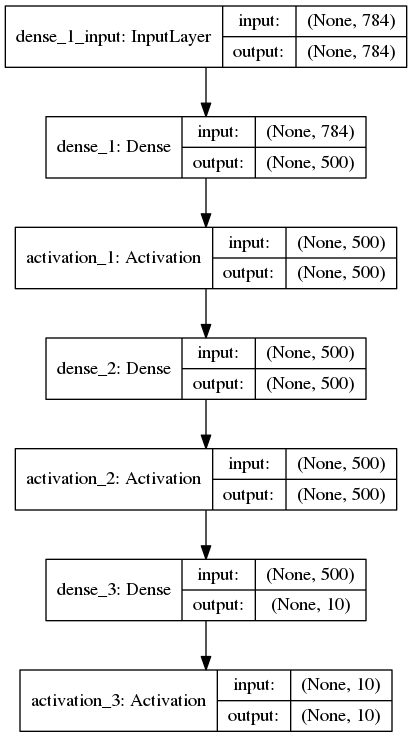 dense_1_input: InputLayer
input: (None, 784)
output: (None, 784)
dense_1: Dense
input: (None, 784)
output: (None, 500)
activation_1: Activation
input: (None, 500)
output: (None, 500)
dense_2: Dense
input: (None, 500)
output: (None, 500)
activation_2: Activation
input: (None, 500)
output: (None, 500)
dense_3: Dense
input: (None, 500)
output: (None, 10)
activation_3: Activation
input: (None, 10)
output: (None, 10)